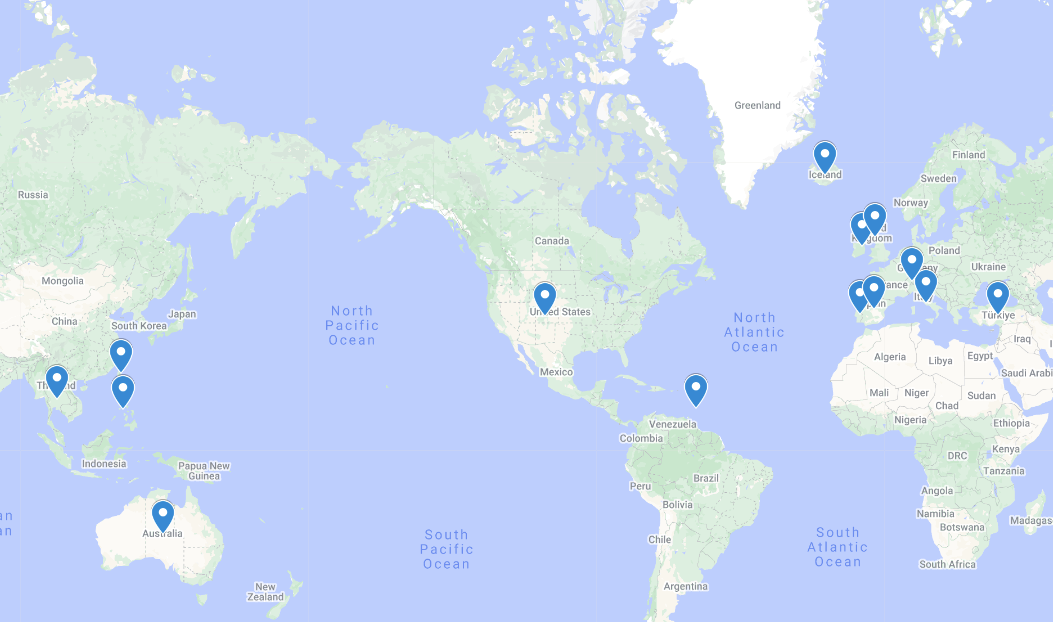 Greenland
Finland
Iceland
Russia
Sweden
Norway
Canada
Poland
Mongolia
Ukraine
China
Japan
South Korea
North
Pacific
Ocean
United States
North
Atlantic
Ocean
Türkiye
Iraq
Algeria
Libya
Egypt
Saudi Arabi
Mexico
Mali
Niger
Chad
Sudan
Venezuela
Colombia
Nigeria
Ethiopia
Indonesia
Papua New
Guinea
Peru
Brazil
DRC
Kenya
Tanzania
Bolivia
Angola
Namibia
Botswana
Madagas
Australia
Chile
South
Pacific
Ocean
South
Atlantic
Ocean
South Africa
New
Zealand
Argentina